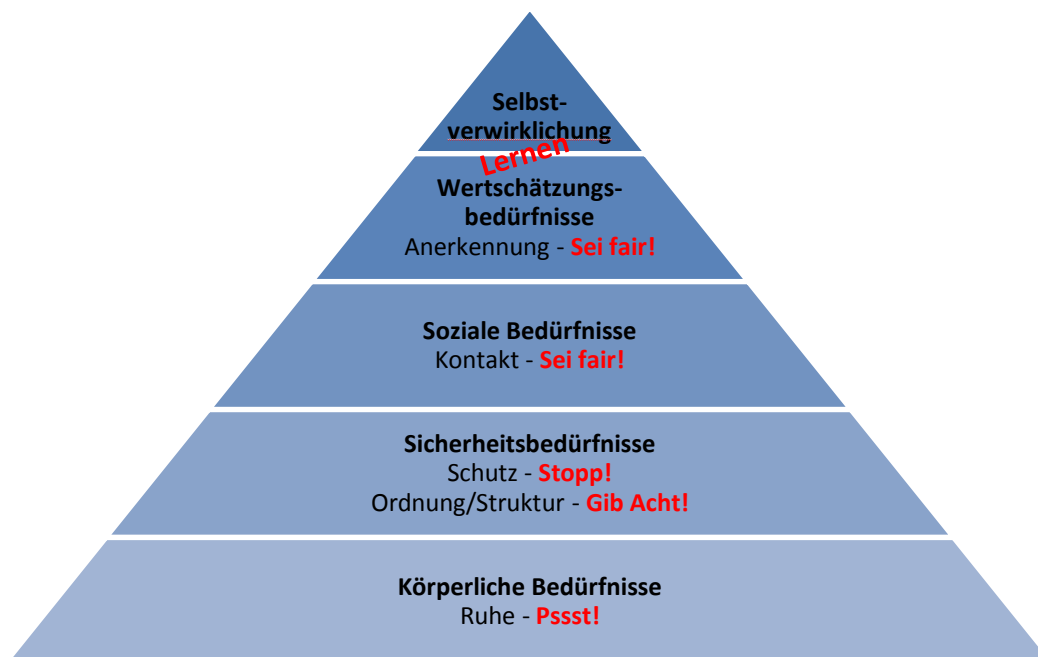 Selbst-
verwirklichung
Lernen
Wertschätzungs-
bedürfnisse
Anerkennung - Sei fair!
Soziale Bedürfnisse
Kontakt - Sei fair!
Sicherheitsbedürfnisse
Schutz - Stopp!
Ordnung/Struktur - Gib Acht!
Körperliche Bedürfnisse
Ruhe - Pssst!